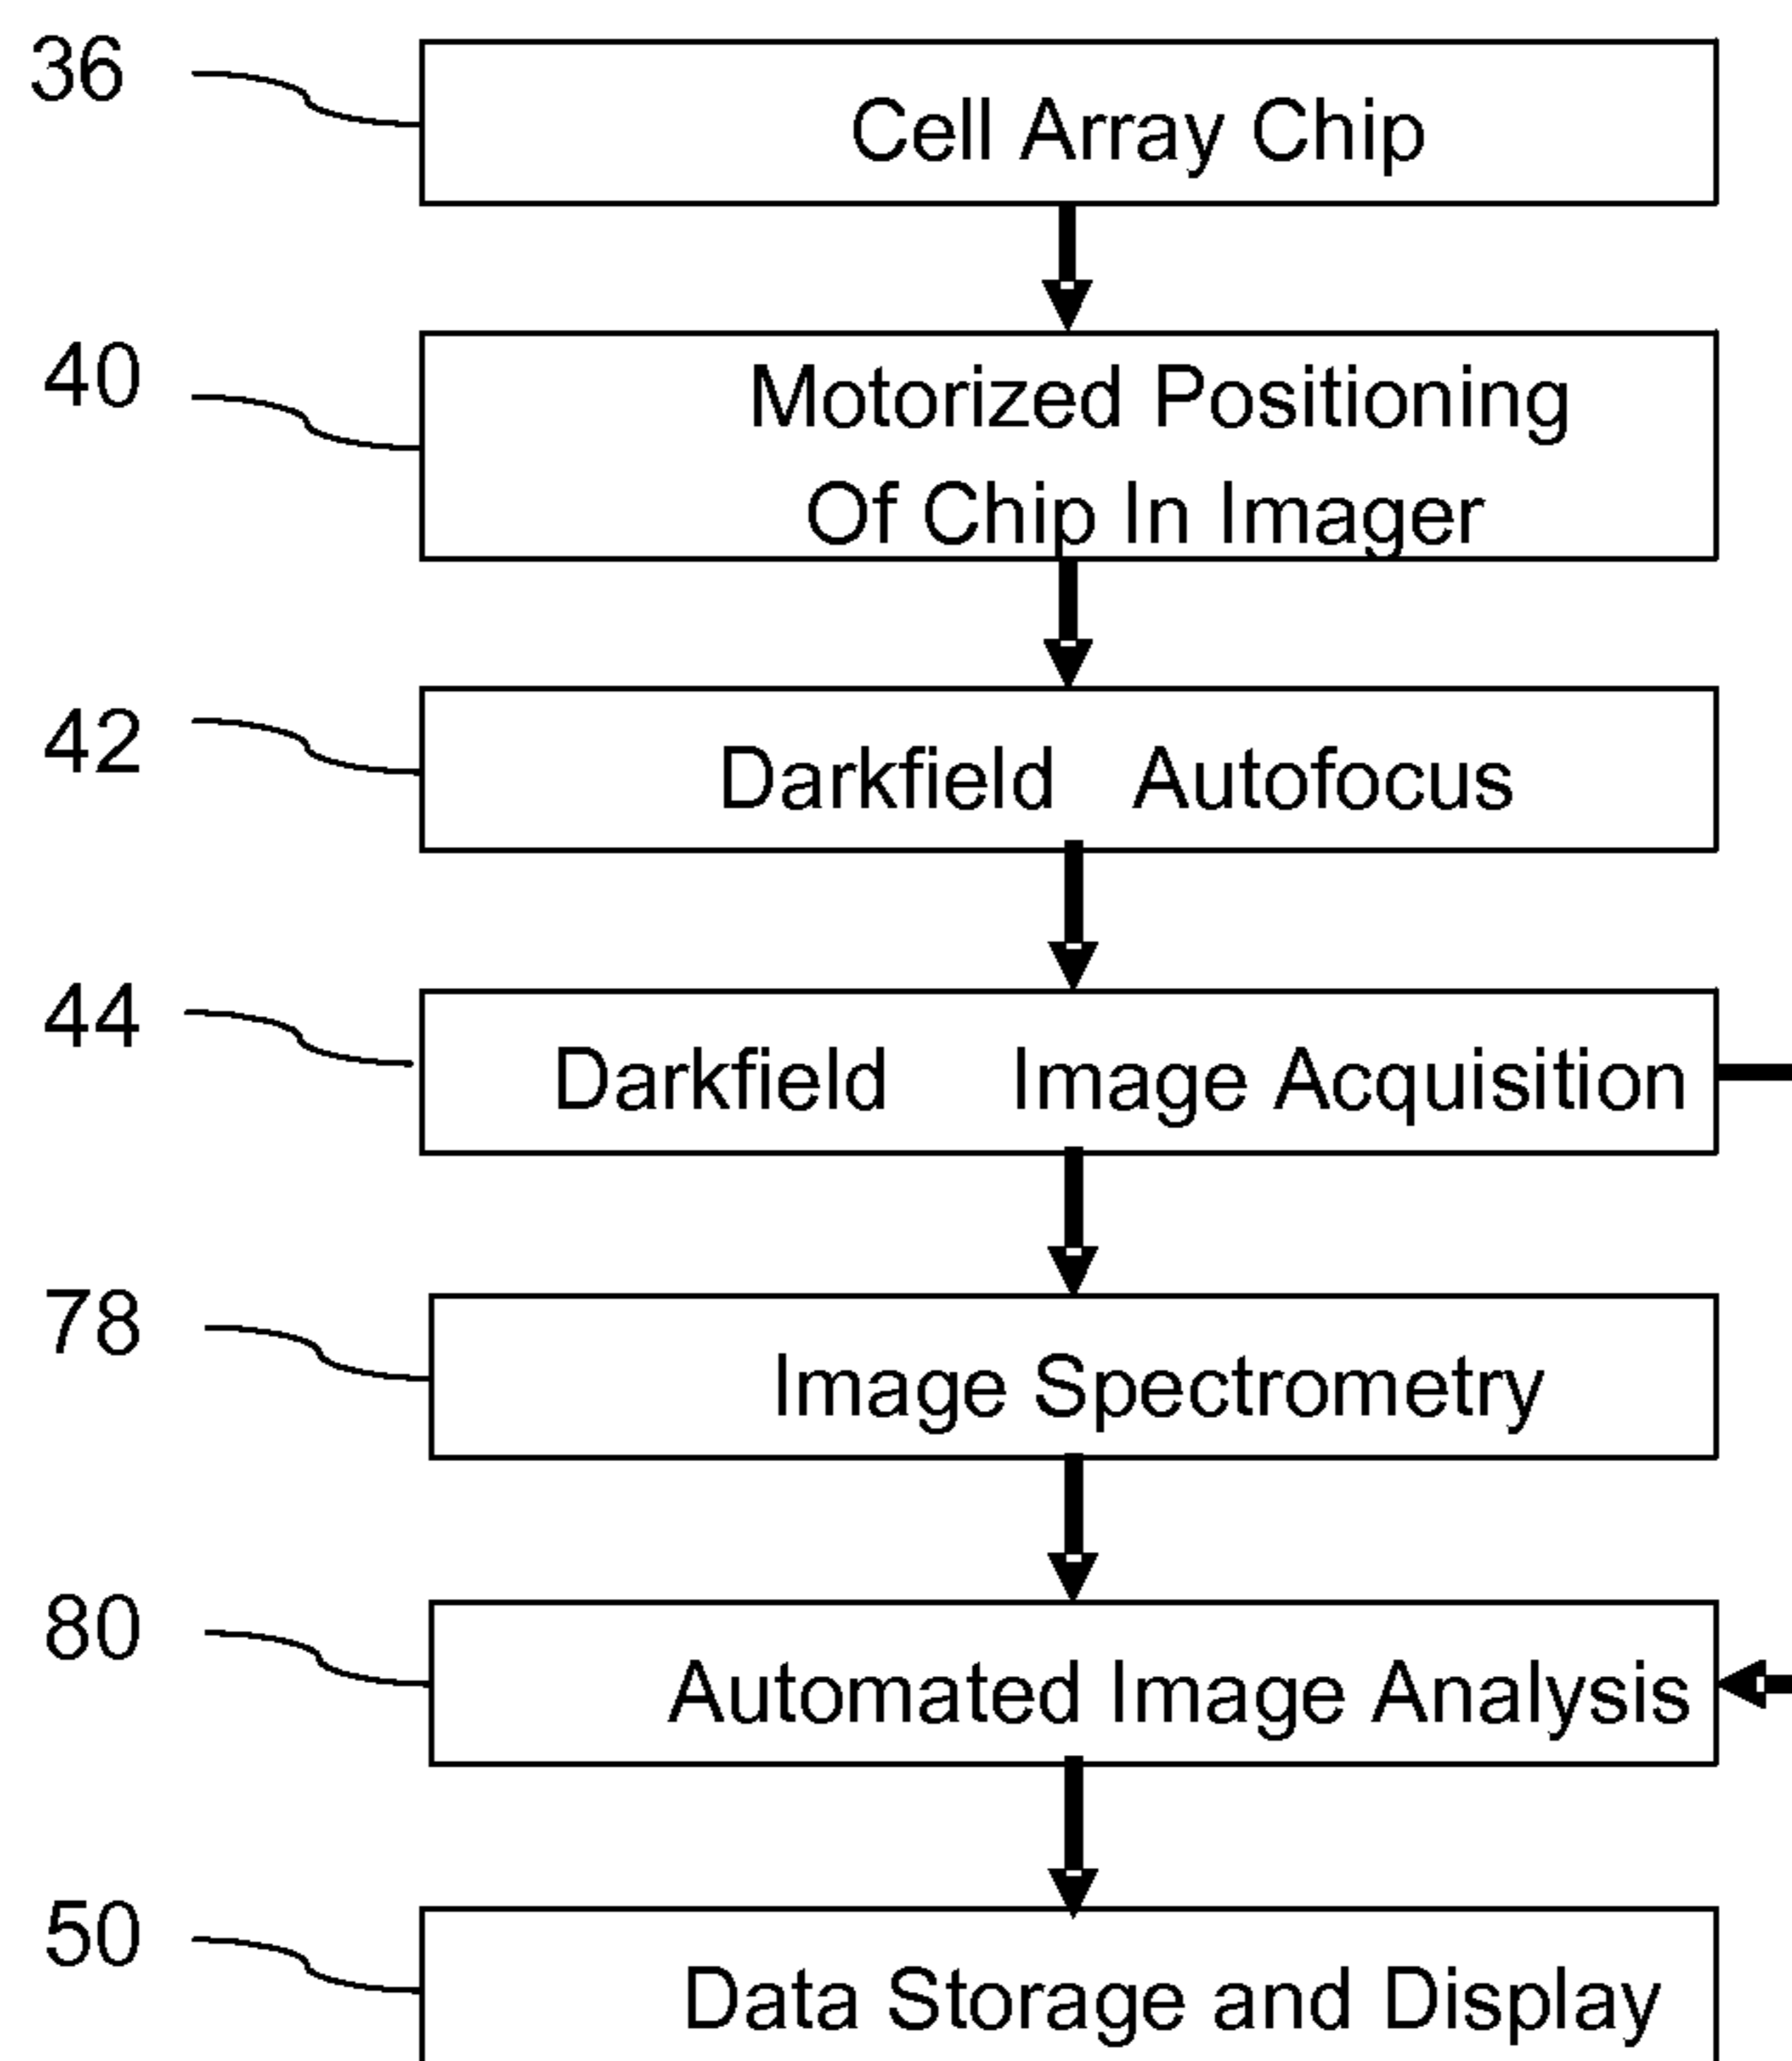 36
Cell Array Chip
40
Motorized Positioning
Of Chip In Imager
42
Darkfield Autofocus
44
Darkfield Image Acquisition
78
Image Spectrometry
80
Automated Image Analysis
50
Data Storage and Display